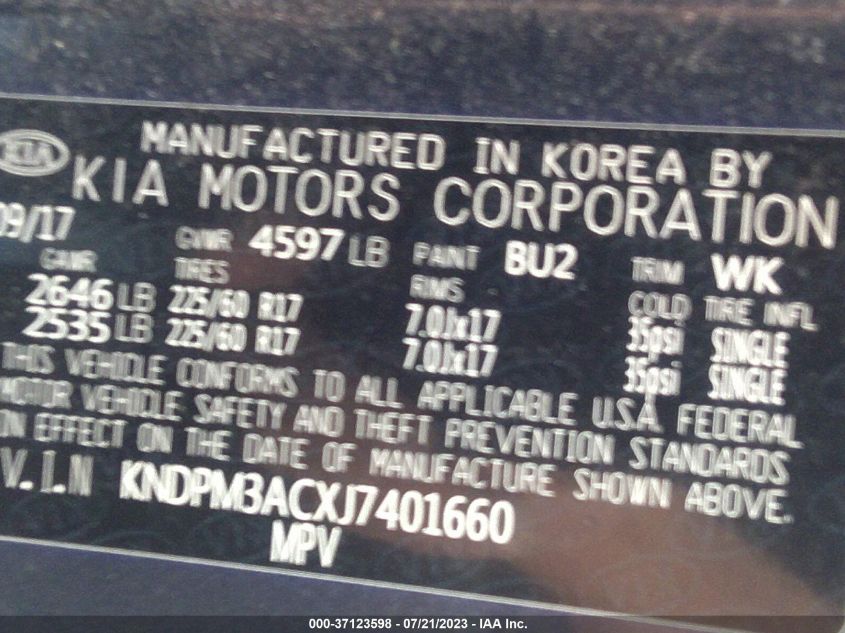 KIA MANUFACTURED IN KOREA BY
KIA MOTORS CORPORATION
09/17 GVWR 4597 LB PAINT BU2 TRIM WK
GAWR TIRES RIMS COLD TIRE INFL
2646 LB 225/60 R17 7.0Jx17 35psi SINGLE
2535 LB 225/60 R17 7.0Jx17 35psi SINGLE
THIS VEHICLE CONFORMS TO ALL APPLICABLE U.S.A. FEDERAL
MOTOR VEHICLE SAFETY AND THEFT PREVENTION STANDARDS
IN EFFECT ON THE DATE OF MANUFACTURE SHOWN ABOVE.
V.I.N KNDPM3ACXJ7401660
MPV
000-37123598 - 07/21/2023 - IAA Inc.